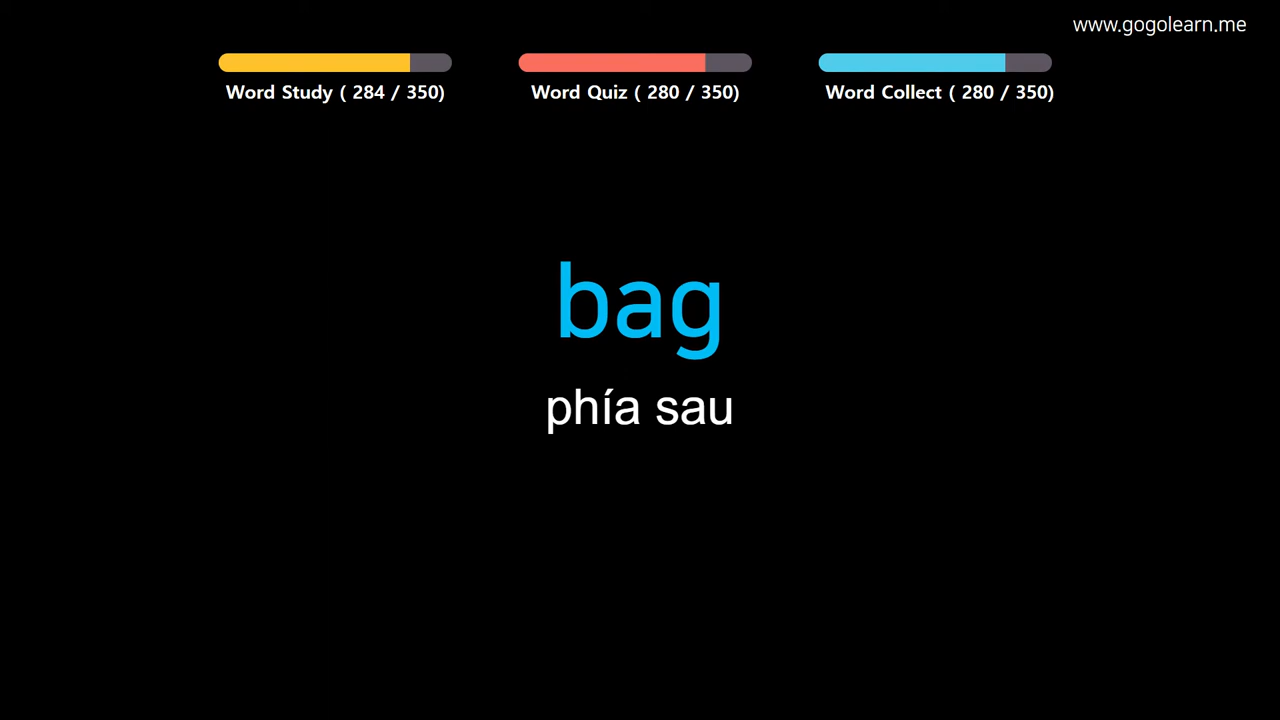 www.gogolearn.me
Word Study ( 284 / 350)
Word Quiz ( 280 / 350)
Word Collect ( 280 / 350)
bag
phía sau